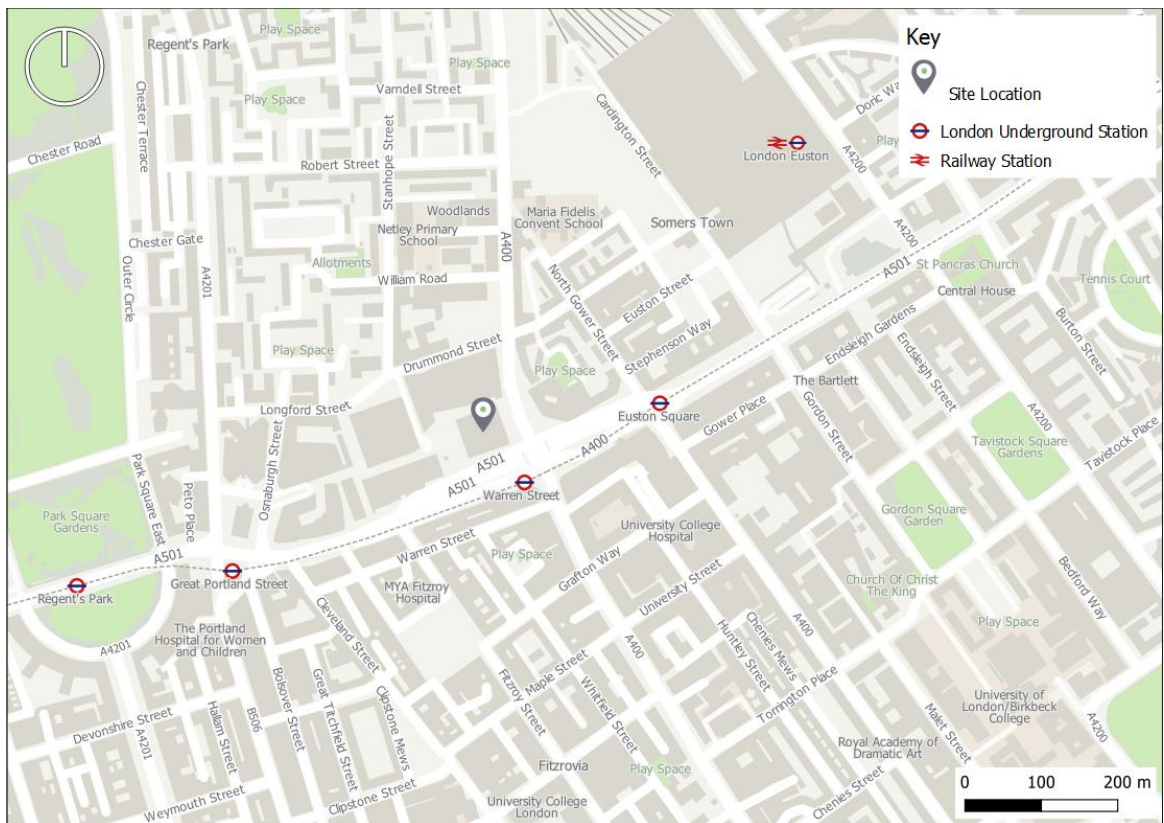 Regent's Park
Play Space
Play Space
Varndell Street
Play Space
Chester Terrace
Chester Road
Robert Street
Stanhope Street
Cardington Street
Key
Site Location
London Underground Station
Railway Station
Doric Wa
Play
A4200
London Euston
Woodlands
Netley Primary
School
A400
Maria Fidelis
Convent School
Somers Town
A4200
Chester Gate
Outer Circle
A4201
Allotments
William Road
North Gower Street
Euston Street
Stephenson Way
A501
St Pancras Church
Central House
Tennis Court
Burton Street
Play Space
Drummond Street
Play Space
Endsleigh Gardens
Endsleigh Street
The Bartlett
Longford Street
Osnaburgh Street
Euston Square
Gower Place
Gordon Street
A4200
Tavistock Square
Gardens
Tavistock Place
A501
A501
A400
Warren Street
Park Square East
Peto Place
Park Square
Gardens
A501
University College
Hospital
Gordon Square
Garden
Warren Street
Play Space
Grafton Way
Regent's Park
Great Portland Street
MYA Fitzroy
Hospital
University Street
Church Of Christ
The King
Bedford Way
Cleveland Street
A4201
The Portland
Hospital for Women
and Children
A400
Huntley Street
Chenies Mews
A400
Play Space
Bolsover Street
Great Titchfield Street
Clipstone Mews
Fitzroy Street
Maple Street
Whitfield Street
Torrington Place
Malet Street
University of
London/Birkbeck
College
A4200
Devonshire Street
A4201
Hallam Street
B506
Royal Academy of
Dramatic Art
Fitzrovia
Play Space
Weymouth Street
Clipstone Street
University College
London
Chenies Street
0 100 200 m